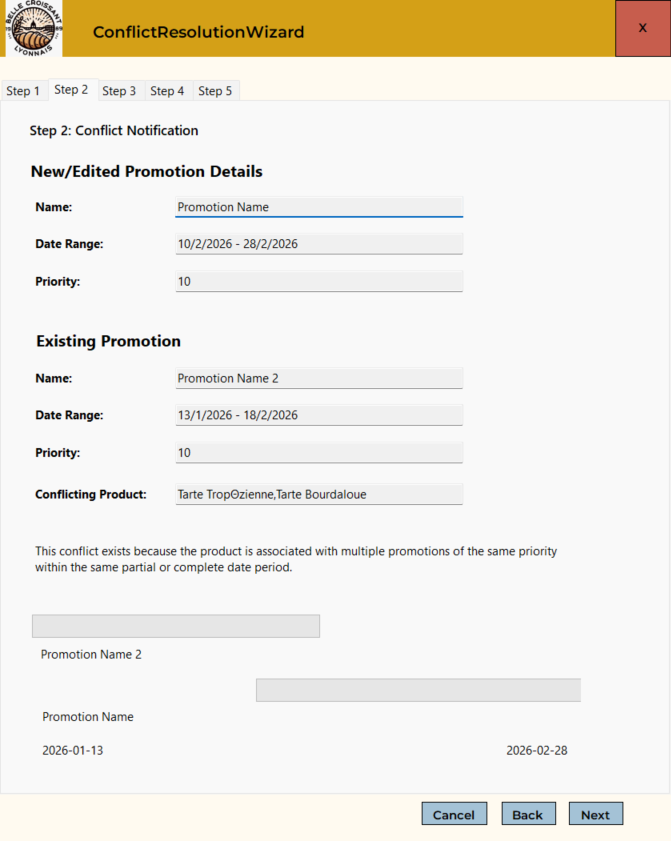 BELLE CROISSANT
LYONNAIS
ConflictResolutionWizard
X
Step 1 Step 2 Step 3 Step 4 Step 5
Step 2: Conflict Notification
New/Edited Promotion Details
Name: Promotion Name
Date Range: 10/2/2026 - 28/2/2026
Priority: 10
Existing Promotion
Name: Promotion Name 2
Date Range: 13/1/2026 - 18/2/2026
Priority: 10
Conflicting Product: Tarte TropΘzienne,Tarte Bourdaloue
This conflict exists because the product is associated with multiple promotions of the same priority
within the same partial or complete date period.
Promotion Name 2
Promotion Name
2026-01-13 2026-02-28
Cancel Back Next